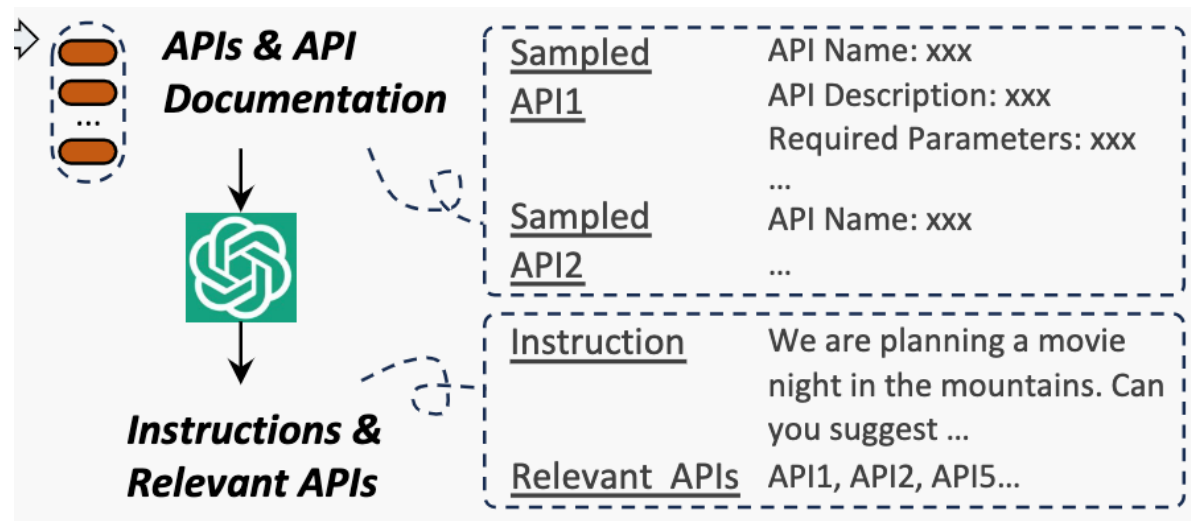 ...
APIs & API
Documentation
Sampled
API1
API Name: xxx
API Description: xxx
Required Parameters: xxx
...
Sampled
API2
API Name: xxx
...
Instructions &
Relevant APIs
Instruction
We are planning a movie
night in the mountains. Can
you suggest ...
Relevant APIs
API1, API2, API5...